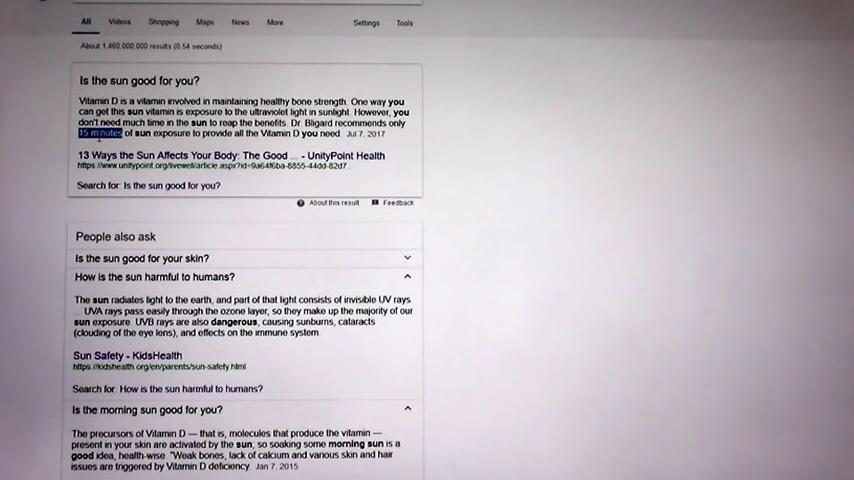 All Videos Shopping Maps News More Settings Tools
About 1,460,000,000 results (0.54 seconds)
Is the sun good for you?
Vitamin D is a vitamin involved in maintaining healthy bone strength. One way you
can get this sun vitamin is exposure to the ultraviolet light in sunlight. However, you
don't need much time in the sun to reap the benefits. Dr. Bligard recommends only
15 minutes of sun exposure to provide all the Vitamin D you need. Jul 7, 2017
13 Ways the Sun Affects Your Body: The Good ... - UnityPoint Health
https://www.unitypoint.org/livewell/article.aspx?id=9a64f6ba-8855-44dd-82d7...
Search for: Is the sun good for you?
About this result Feedback
People also ask
Is the sun good for your skin?
How is the sun harmful to humans?
The sun radiates light to the earth, and part of that light consists of invisible UV rays.
... UVA rays pass easily through the ozone layer, so they make up the majority of our
sun exposure. UVB rays are also dangerous, causing sunburns, cataracts
(clouding of the eye lens), and effects on the immune system.
Sun Safety - KidsHealth
https://kidshealth.org/en/parents/sun-safety.html
Search for: How is the sun harmful to humans?
Is the morning sun good for you?
The precursors of Vitamin D — that is, molecules that produce the vitamin —
present in your skin are activated by the sun, so soaking some morning sun is a
good idea, health-wise. "Weak bones, lack of calcium and various skin and hair
issues are triggered by Vitamin D deficiency. Jan 7, 2015